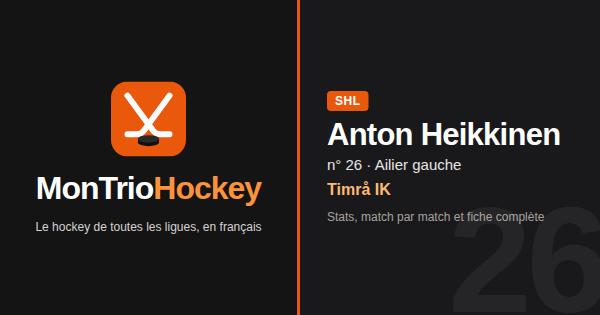 MonTrioHockey
Le hockey de toutes les ligues, en français
SHL
Anton Heikkinen
n° 26 · Ailier gauche
Timrå IK
Stats, match par match et fiche complète
26